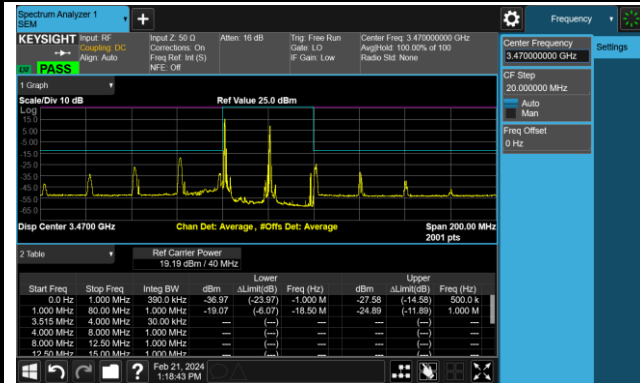 Spectrum Analyzer 1
SEM
Frequency
KEYSIGHT
Input: RF
Coupling: DC
Align: Auto
Input Z: 50 Ω
Corrections: On
Freq Ref: Int (S)
NFE: Off
Atten: 16 dB
Trig: Free Run
Gate: LO
IF Gain: Low
Center Freq: 3.470000000 GHz
Avg|Hold: 100.00% of 100
Radio Std: None
PASS
Center Frequency
3.470000000 GHz
Settings
CF Step
20.000000 MHz
Auto
Man
Freq Offset
0 Hz
1 Graph
Scale/Div 10 dB
Ref Value 25.0 dBm
Log
15.0
5.00
-5.00
-15.0
-25.0
-35.0
-45.0
-55.0
-65.0
Disp Center 3.4700 GHz
Chan Det: Average, #Offs Det: Average
Span 200.00 MHz
2001 pts
2 Table
Ref Carrier Power
19.19 dBm / 40 MHz
Lower Upper
Start Freq Stop Freq Integ BW dBm ΔLimit(dB) Freq (Hz) dBm ΔLimit(dB) Freq (Hz)
0.0 Hz 1.000 MHz 390.0 kHz -36.97 (-23.97) -1.000 M -27.58 (-14.58) 500.0 k
1.000 MHz 80.00 MHz 1.000 MHz -19.07 (-6.07) -18.50 M -24.89 (-11.89) 1.000 M
3.515 MHz 4.000 MHz 30.00 kHz --- (---) --- --- (---) ---
4.000 MHz 8.000 MHz 1.000 MHz --- (---) --- --- (---) ---
8.000 MHz 12.50 MHz 1.000 MHz --- (---) --- --- (---) ---
12.50 MHz 15.00 MHz 1.000 MHz --- (---) --- --- (---) ---
Feb 21, 2024
1:18:43 PM